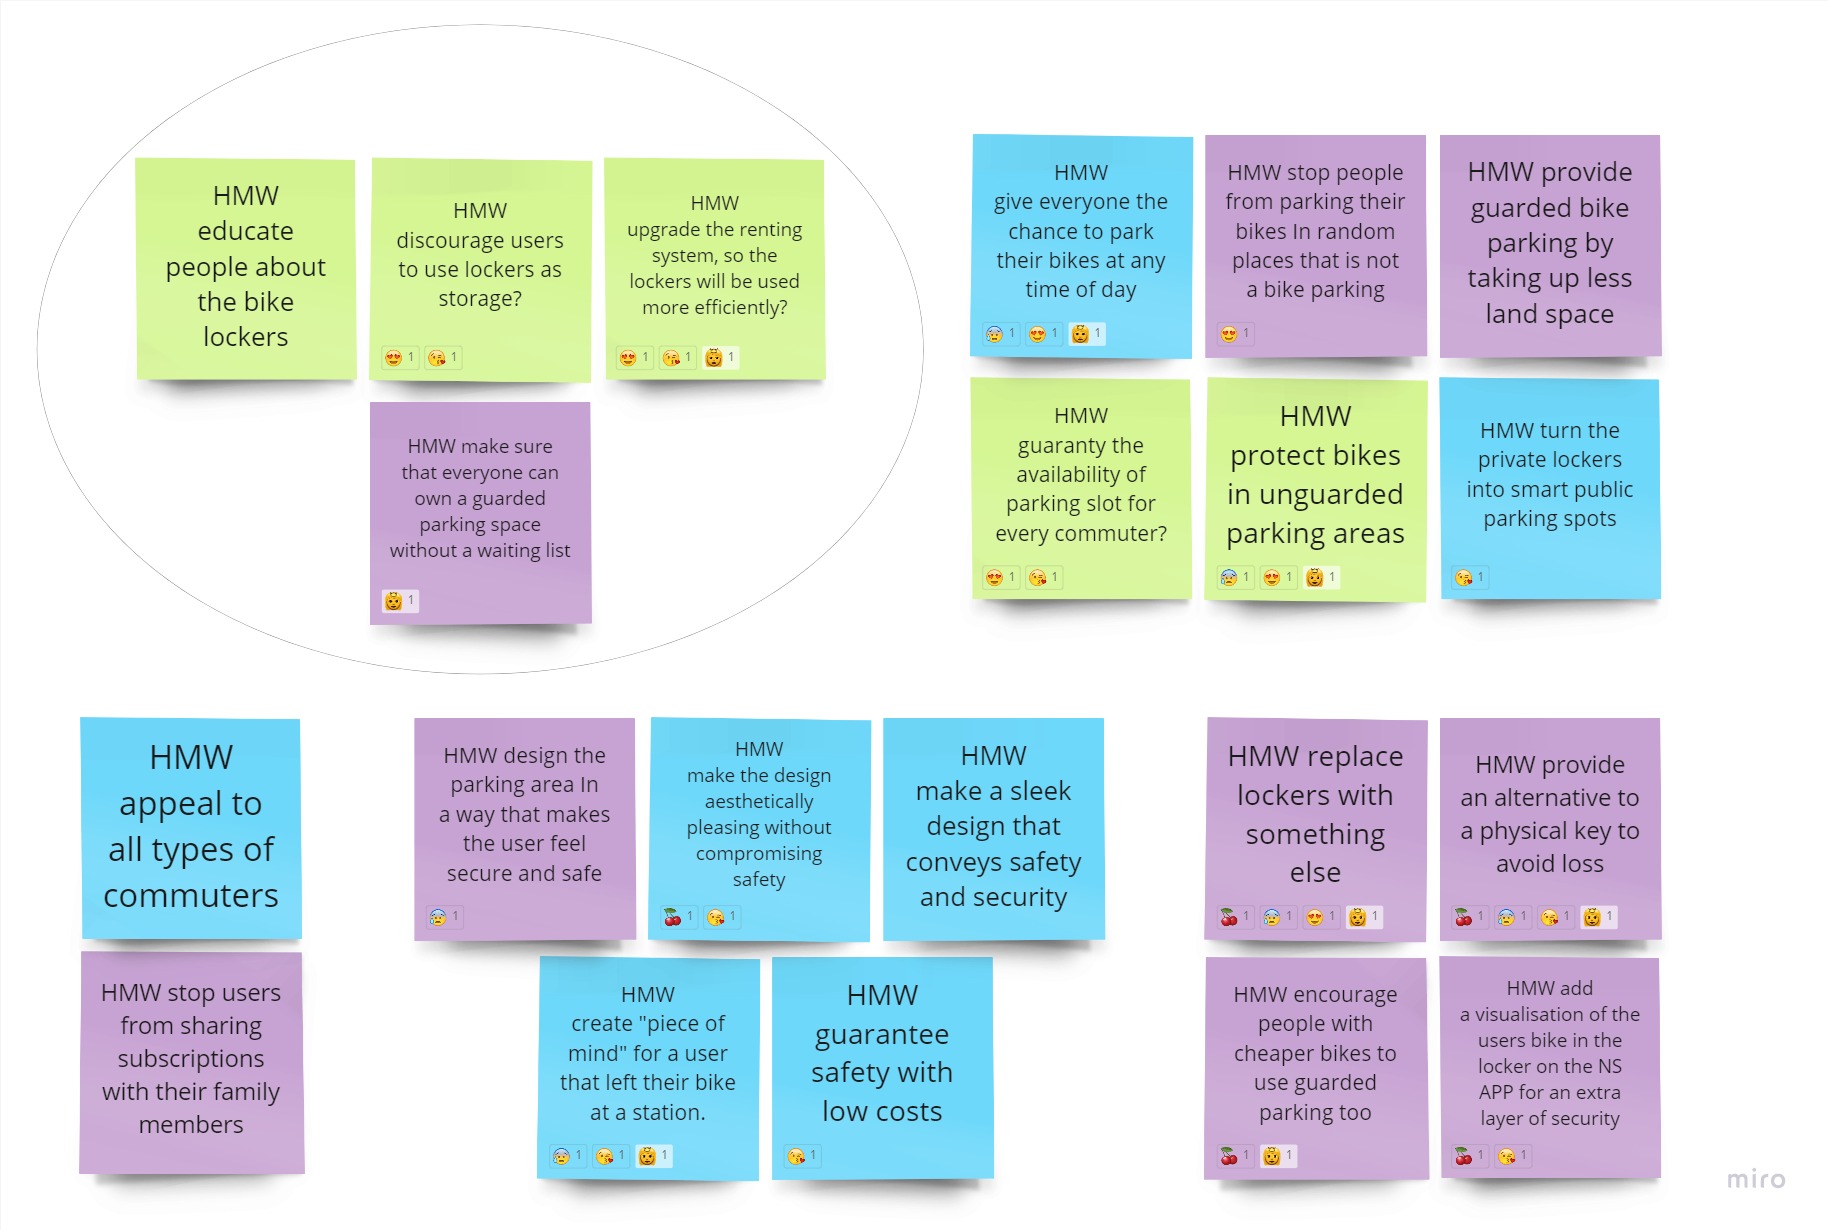 HMW
educate
people about
the bike
lockers
HMW
discourage users
to use lockers as
storage?
1 1
HMW
upgrade the renting
system, so the
lockers will be used
more efficiently?
1 1 1
HMW make sure
that everyone can
own a guarded
parking space
without a waiting list
1
HMW
give everyone the
chance to park
their bikes at any
time of day
1 1 1
HMW stop people
from parking their
bikes In random
places that is not
a bike parking
1
HMW provide
guarded bike
parking by
taking up less
land space
HMW
guaranty the
availability of
parking slot for
every commuter?
1 1
HMW
protect bikes
in unguarded
parking areas
1 1 1
HMW turn the
private lockers
into smart public
parking spots
1
HMW
appeal to
all types of
commuters
HMW stop users
from sharing
subscriptions
with their family
members
HMW design the
parking area In
a way that makes
the user feel
secure and safe
1
HMW
make the design
aesthetically
pleasing without
compromising
safety
1 1
HMW
make a sleek
design that
conveys safety
and security
HMW
create "piece of
mind" for a user
that left their bike
at a station.
1 1 1
HMW
guarantee
safety with
low costs
1
HMW replace
lockers with
something
else
1 1 1 1
HMW provide
an alternative to
a physical key to
avoid loss
1 1 1 1
HMW encourage
people with
cheaper bikes to
use guarded
parking too
1 1
HMW add
a visualisation of the
users bike in the
locker on the NS
APP for an extra
layer of security
1 1
miro